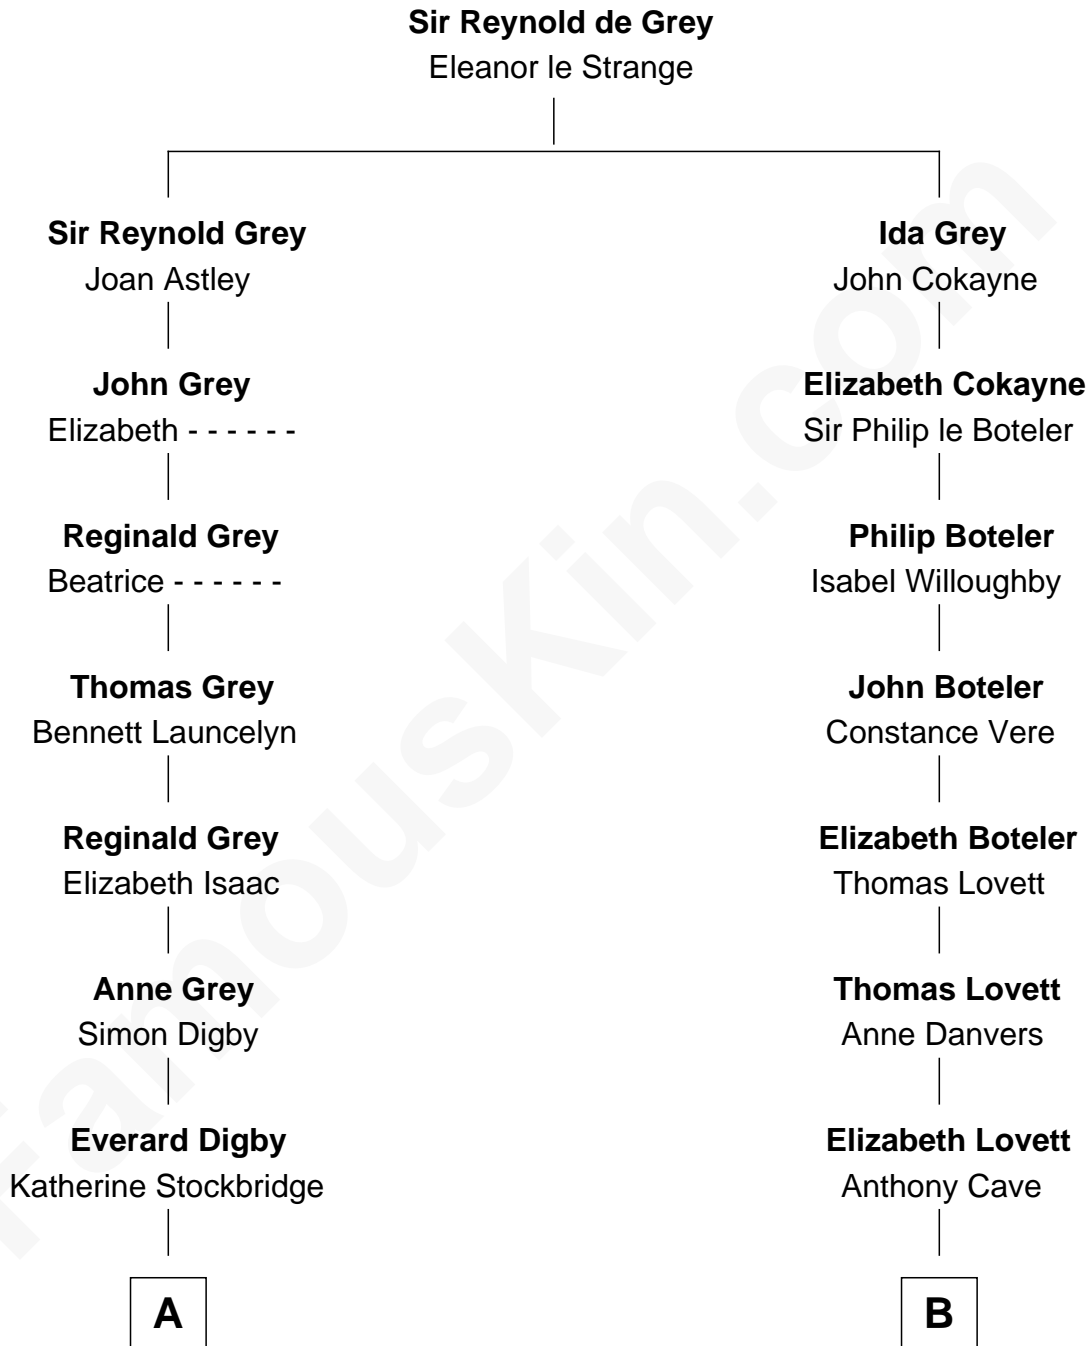 Sir Reynold de Grey
Eleanor le Strange
Sir Reynold Grey
Joan Astley
Ida Grey
John Cokayne
John Grey
Elizabeth - - - - - -
Elizabeth Cokayne
Sir Philip le Boteler
Reginald Grey
Beatrice - - - - - -
Philip Boteler
Isabel Willoughby
Thomas Grey
Bennett Launcelyn
John Boteler
Constance Vere
Reginald Grey
Elizabeth Isaac
Elizabeth Boteler
Thomas Lovett
Anne Grey
Simon Digby
Thomas Lovett
Anne Danvers
Everard Digby
Katherine Stockbridge
Elizabeth Lovett
Anthony Cave
A
B
FamousKin.com